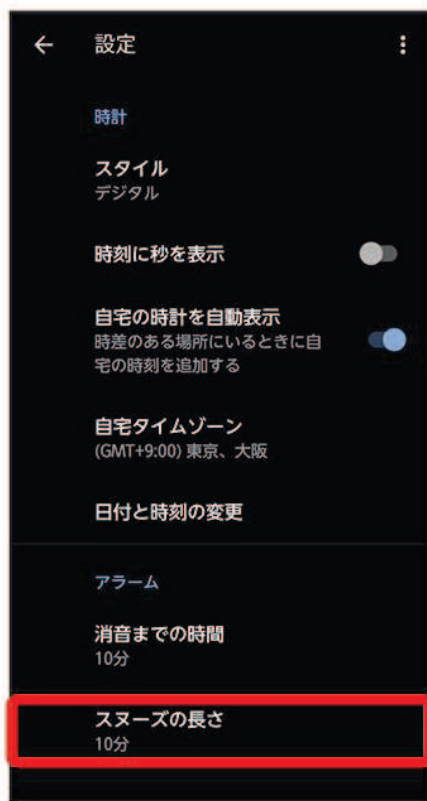 設定
時計
スタイル
デジタル
時刻に秒を表示
自宅の時計を自動表示
時差のある場所にいるときに自
宅の時刻を追加する
自宅タイムゾーン
(GMT+9:00) 東京、大阪
日付と時刻の変更
アラーム
消音までの時間
10分
スヌーズの長さ
10分